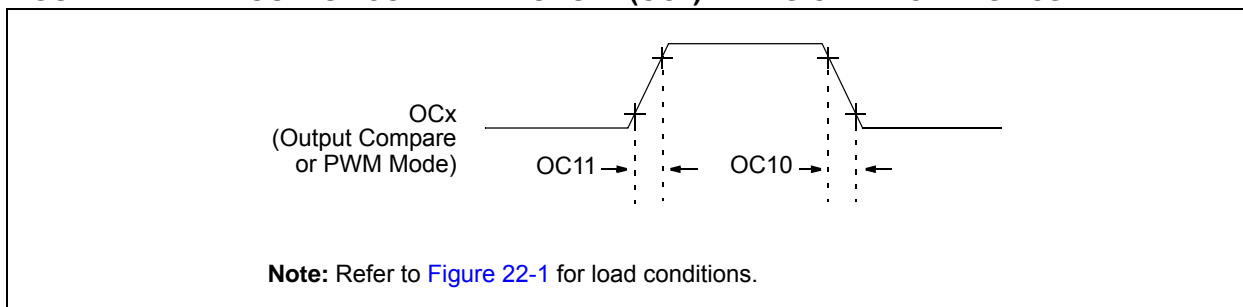 OCx
(Output Compare
or PWM Mode)
OC11
OC10
Note: Refer to Figure 22-1 for load conditions.